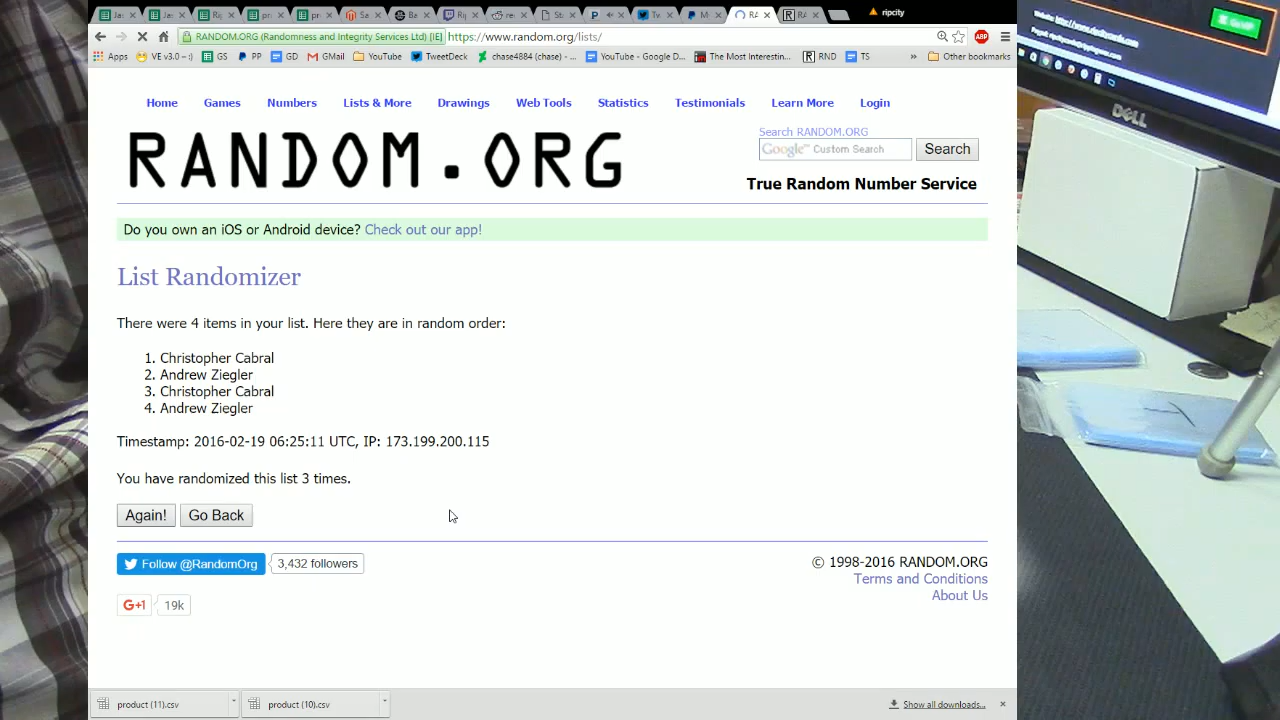 ripcity
RANDOM.ORG (Randomness and Integrity Services Ltd) [IE] https://www.random.org/lists/
Apps VE v3.0 :-) GS PP GD GMail YouTube TweetDeck chase4884 (chase) - ... YouTube - Google D... The Most Interestin... RND TS » Other bookmarks
Home Games Numbers Lists & More Drawings Web Tools Statistics Testimonials Learn More Login
RANDOM.ORG
Search RANDOM.ORG
Google™ Custom Search Search
True Random Number Service
Do you own an iOS or Android device? Check out our app!
List Randomizer
There were 4 items in your list. Here they are in random order:
1. Christopher Cabral
2. Andrew Ziegler
3. Christopher Cabral
4. Andrew Ziegler
Timestamp: 2016-02-19 06:25:11 UTC, IP: 173.199.200.115
You have randomized this list 3 times.
Again! Go Back
Follow @RandomOrg 3,432 followers
G+1 19k
© 1998-2016 RANDOM.ORG
Terms and Conditions
About Us
product (11).csv product (10).csv Show all downloads...
DELL